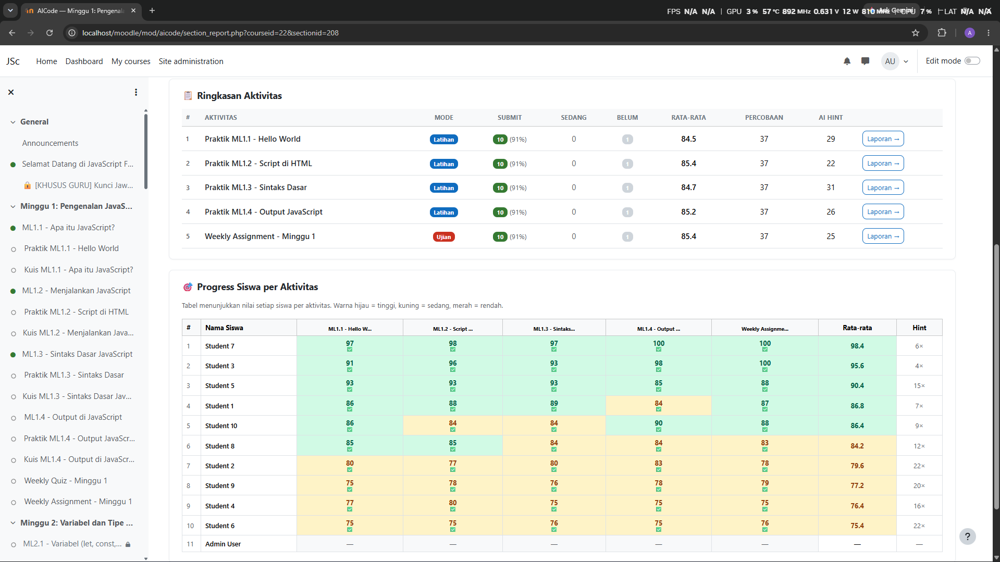 AICode — Minggu 1: Pengenala
FPS N/A N/A | GPU 3 % 57 °C 892 MHz 0.631 V 12 W 810 MHz CPU 7 % LAT N/A N/A
Ask Gemini
localhost/moodle/mod/aicode/section_report.php?courseid=22&sectionid=208
A
JSc Home Dashboard My courses Site administration AU Edit mode
General
Announcements
Selamat Datang di JavaScript F...
[KHUSUS GURU] Kunci Jaw...
Minggu 1: Pengenalan JavaS...
ML1.1 - Apa itu JavaScript?
Praktik ML1.1 - Hello World
Kuis ML1.1 - Apa itu JavaScript?
ML1.2 - Menjalankan JavaScript
Praktik ML1.2 - Script di HTML
Kuis ML1.2 - Menjalankan Java...
ML1.3 - Sintaks Dasar JavaScript
Praktik ML1.3 - Sintaks Dasar
Kuis ML1.3 - Sintaks Dasar Jav...
ML1.4 - Output di JavaScript
Praktik ML1.4 - Output JavaScr...
Kuis ML1.4 - Output di JavaScr...
Weekly Quiz - Minggu 1
Weekly Assignment - Minggu 1
Minggu 2: Variabel dan Tipe ...
ML2.1 - Variabel (let, const,...
Ringkasan Aktivitas
# AKTIVITAS MODE SUBMIT SEDANG BELUM RATA-RATA PERCOBAAN AI HINT
1 Praktik ML1.1 - Hello World Latihan 10 (91%) 0 1 84.5 37 29 Laporan →
2 Praktik ML1.2 - Script di HTML Latihan 10 (91%) 0 1 85.4 37 22 Laporan →
3 Praktik ML1.3 - Sintaks Dasar Latihan 10 (91%) 0 1 84.7 37 31 Laporan →
4 Praktik ML1.4 - Output JavaScript Latihan 10 (91%) 0 1 85.2 37 26 Laporan →
5 Weekly Assignment - Minggu 1 Ujian 10 (91%) 0 1 85.4 37 25 Laporan →
Progress Siswa per Aktivitas
Tabel menunjukkan nilai setiap siswa per aktivitas. Warna hijau = tinggi, kuning = sedang, merah = rendah.
# Nama Siswa ML1.1 - Hello W... ML1.2 - Script ... ML1.3 - Sintaks... ML1.4 - Output ... Weekly Assignme... Rata-rata Hint
1 Student 7 97 98 97 100 100 98.4 6×
2 Student 3 91 96 93 98 100 95.6 4×
3 Student 5 93 93 93 85 88 90.4 15×
4 Student 1 86 88 89 84 87 86.8 7×
5 Student 10 86 84 84 90 88 86.4 9×
6 Student 8 85 85 84 84 83 84.2 12×
7 Student 2 80 77 80 83 78 79.6 22×
8 Student 9 75 78 76 78 79 77.2 20×
9 Student 4 77 80 75 75 75 76.4 16×
10 Student 6 75 75 76 75 76 75.4 22×
11 Admin User — — — — — — —
?